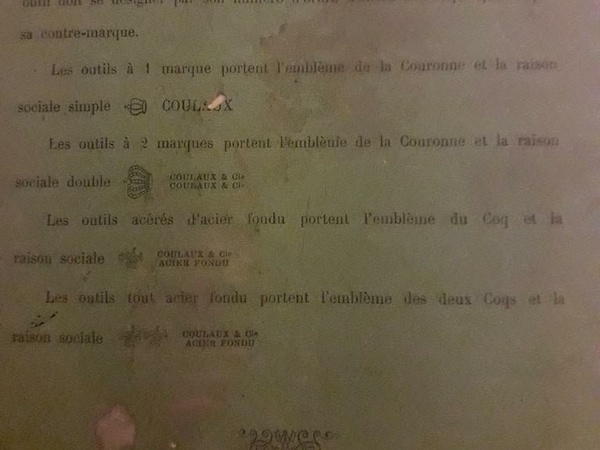 sa contre-marque.
Les outils à 1 marque portent l'emblème de la Couronne et la raison
sociale simple COULAUX
Les outils à 2 marques portent l'emblème de la Couronne et la raison
sociale double COULAUX & Cie
COULAUX & Cie
Les outils acérés d'acier fondu portent l'emblème du Coq et la
raison sociale COULAUX & Cie
ACIER FONDU
Les outils tout acier fondu portent l'emblème des deux Coqs et la
raison sociale COULAUX & Cie
ACIER FONDU